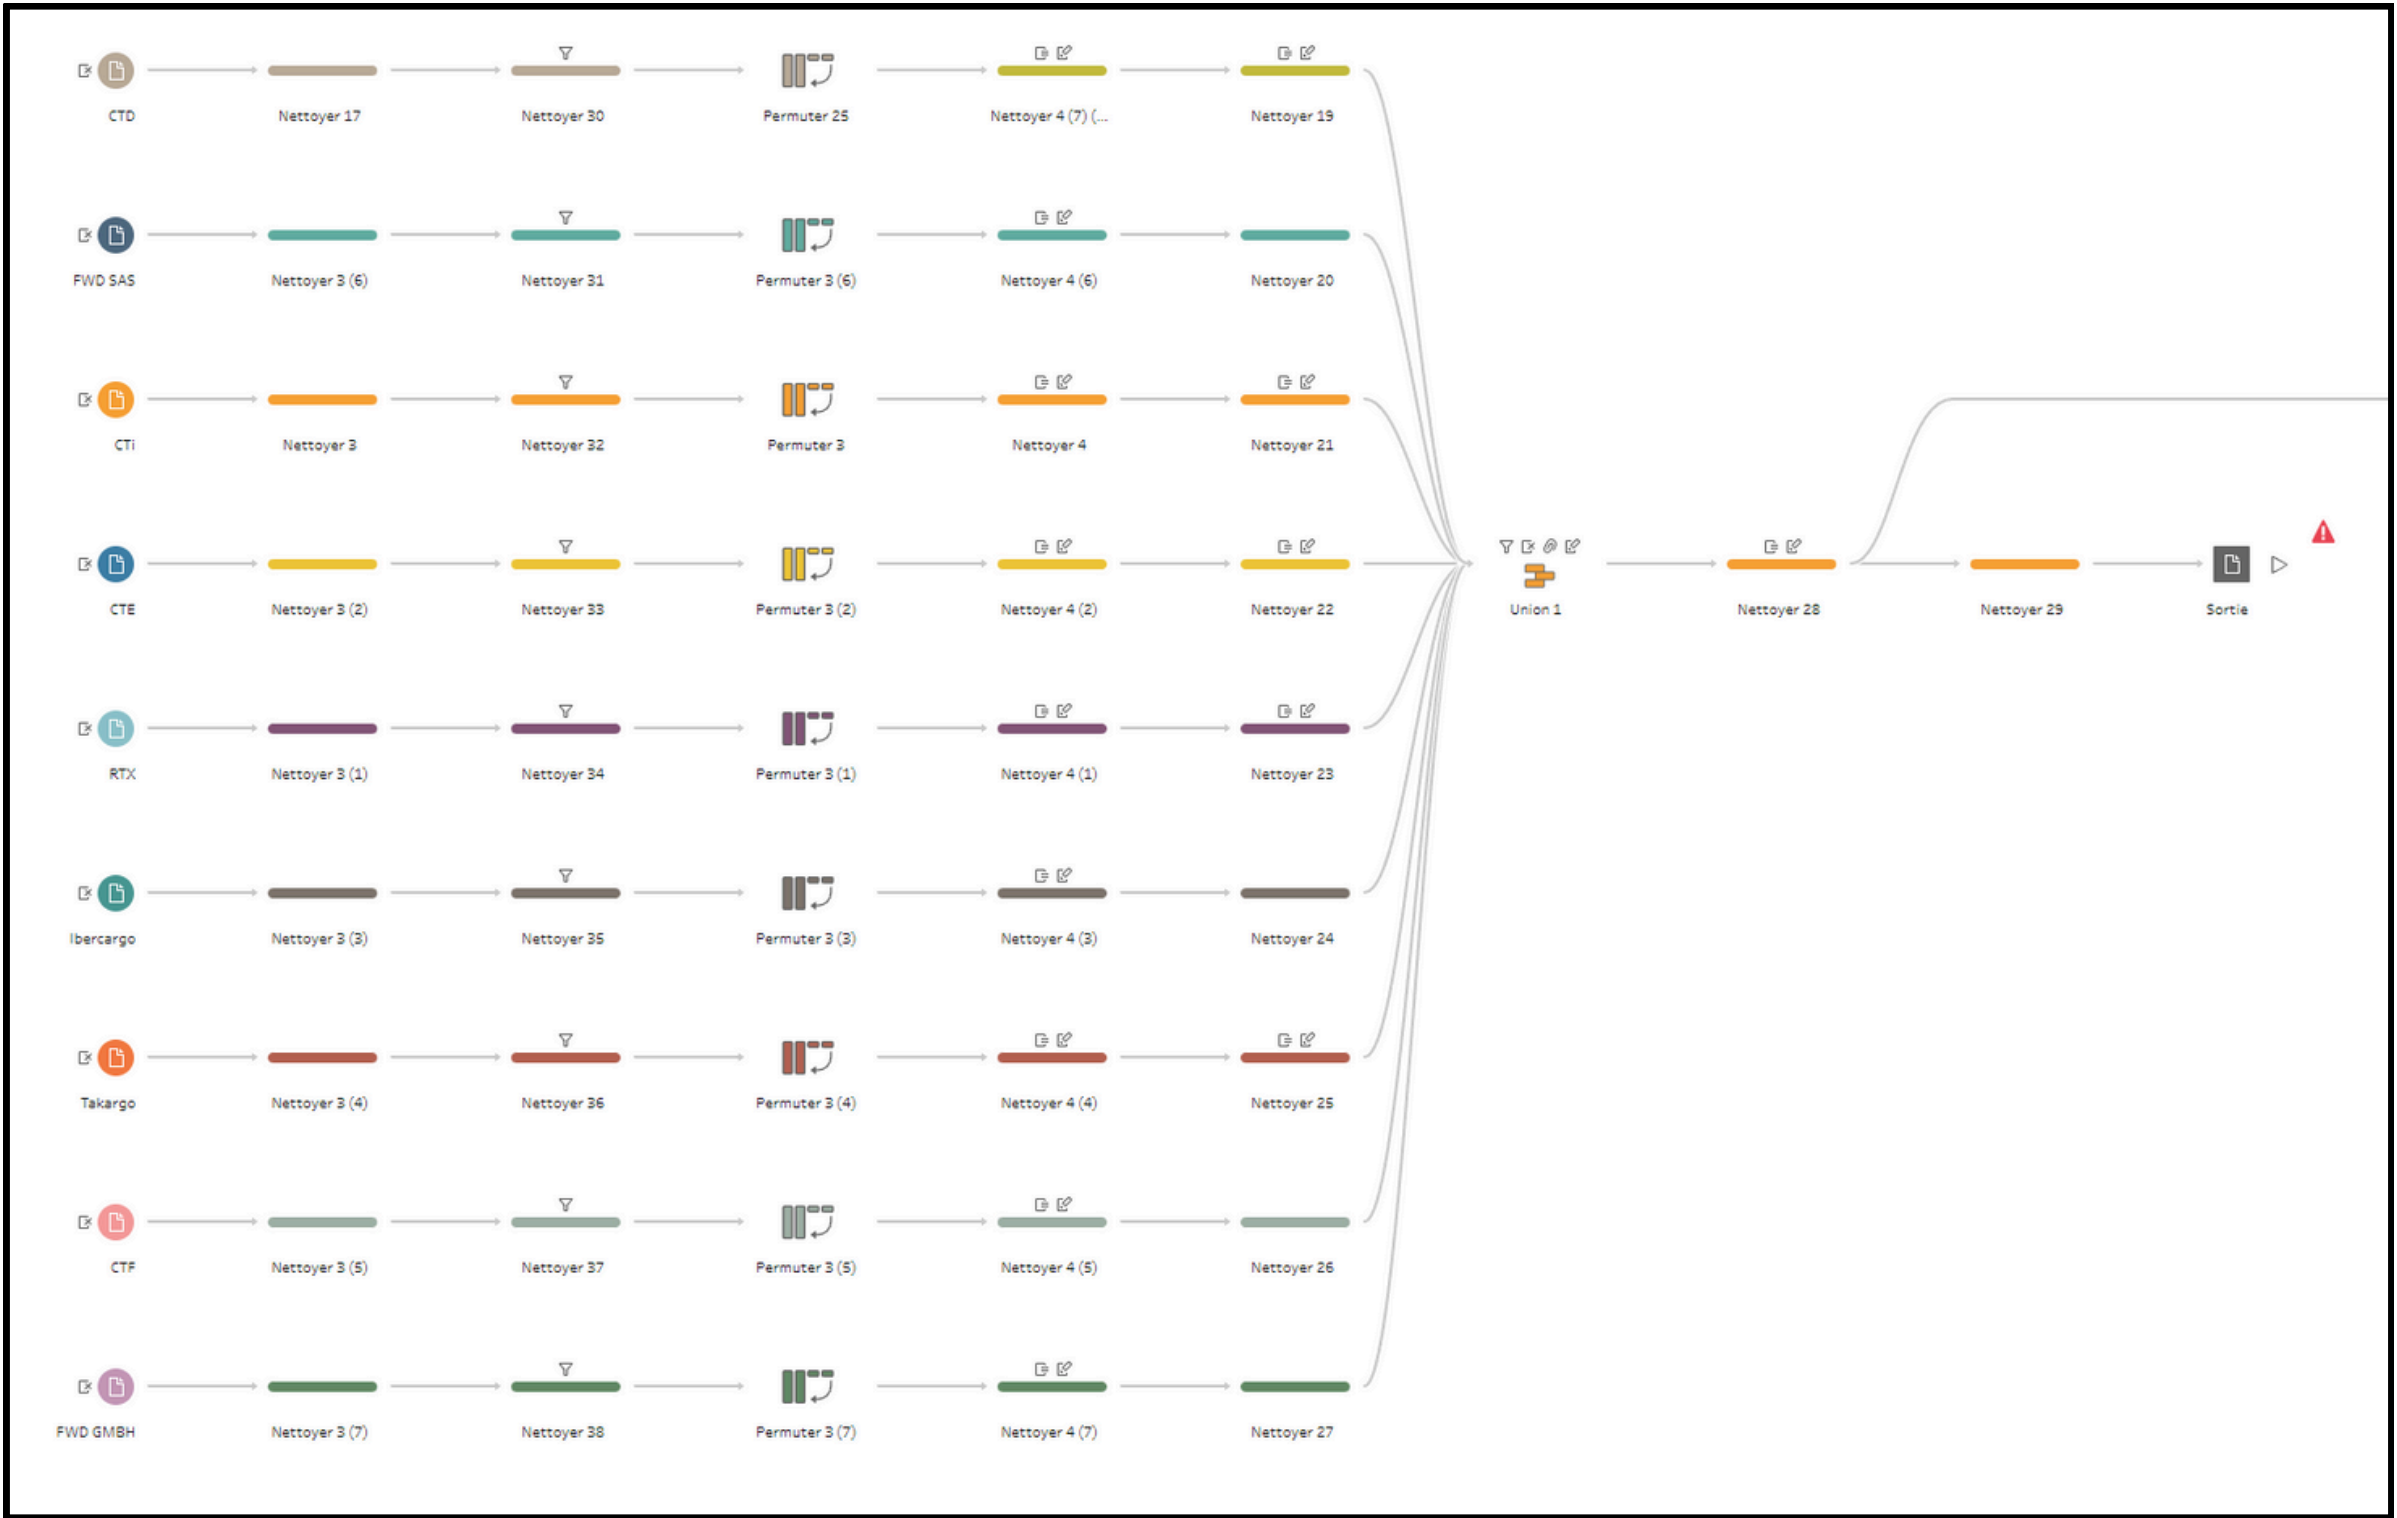 CTD Nettoyer 17 Nettoyer 30 Permuter 25 Nettoyer 4 (7) (... Nettoyer 19
FWD SAS Nettoyer 3 (6) Nettoyer 31 Permuter 3 (6) Nettoyer 4 (6) Nettoyer 20
CTi Nettoyer 3 Nettoyer 32 Permuter 3 Nettoyer 4 Nettoyer 21
CTE Nettoyer 3 (2) Nettoyer 33 Permuter 3 (2) Nettoyer 4 (2) Nettoyer 22 Union 1 Nettoyer 28 Nettoyer 29 Sortie
RTX Nettoyer 3 (1) Nettoyer 34 Permuter 3 (1) Nettoyer 4 (1) Nettoyer 23
Ibercargo Nettoyer 3 (3) Nettoyer 35 Permuter 3 (3) Nettoyer 4 (3) Nettoyer 24
Takargo Nettoyer 3 (4) Nettoyer 36 Permuter 3 (4) Nettoyer 4 (4) Nettoyer 25
CTF Nettoyer 3 (5) Nettoyer 37 Permuter 3 (5) Nettoyer 4 (5) Nettoyer 26
FWD GMBH Nettoyer 3 (7) Nettoyer 38 Permuter 3 (7) Nettoyer 4 (7) Nettoyer 27